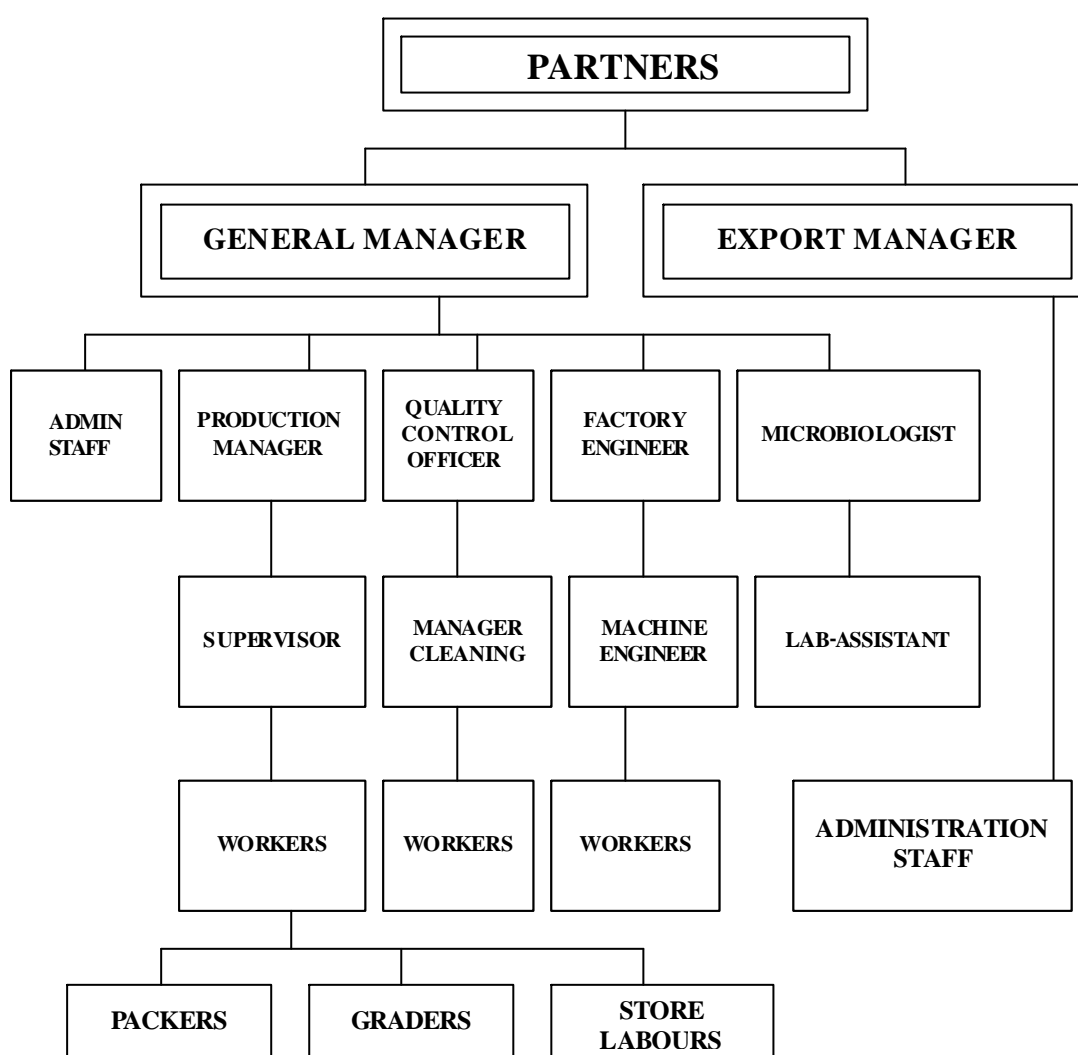 PARTNERS
GENERAL MANAGER
EXPORT MANAGER
ADMIN
STAFF
PRODUCTION
MANAGER
QUALITY
CONTROL
OFFICER
FACTORY
ENGINEER
MICROBIOLOGIST
SUPERVISOR
MANAGER
CLEANING
MACHINE
ENGINEER
LAB-ASSISTANT
WORKERS
WORKERS
WORKERS
ADMINISTRATION
STAFF
PACKERS
GRADERS
STORE
LABOURS